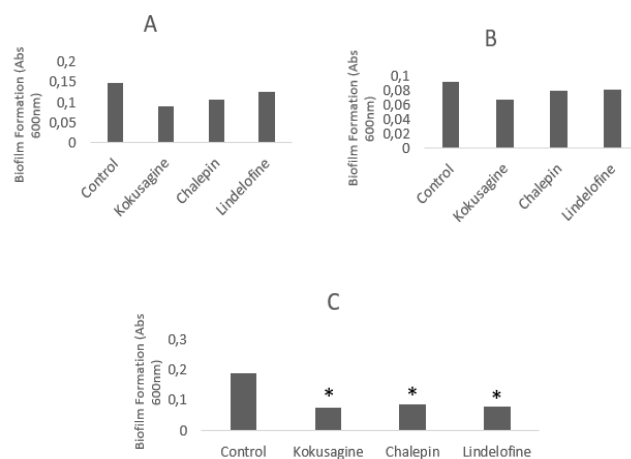 A
Biofilm Formation (Abs
600nm)
0,2
0,15
0,1
0,05
0
Control
Kokusagine
Chalepin
Lindelofine
B
Biofilm Formation (Abs
600nm)
0,1
0,08
0,06
0,04
0,02
0
Control
Kokusagine
Chalepin
Lindelofine
C
Biofilm Formation (Abs
600nm)
0,3
0,2
0,1
0
* * *
Control Kokusagine Chalepin Lindelofine